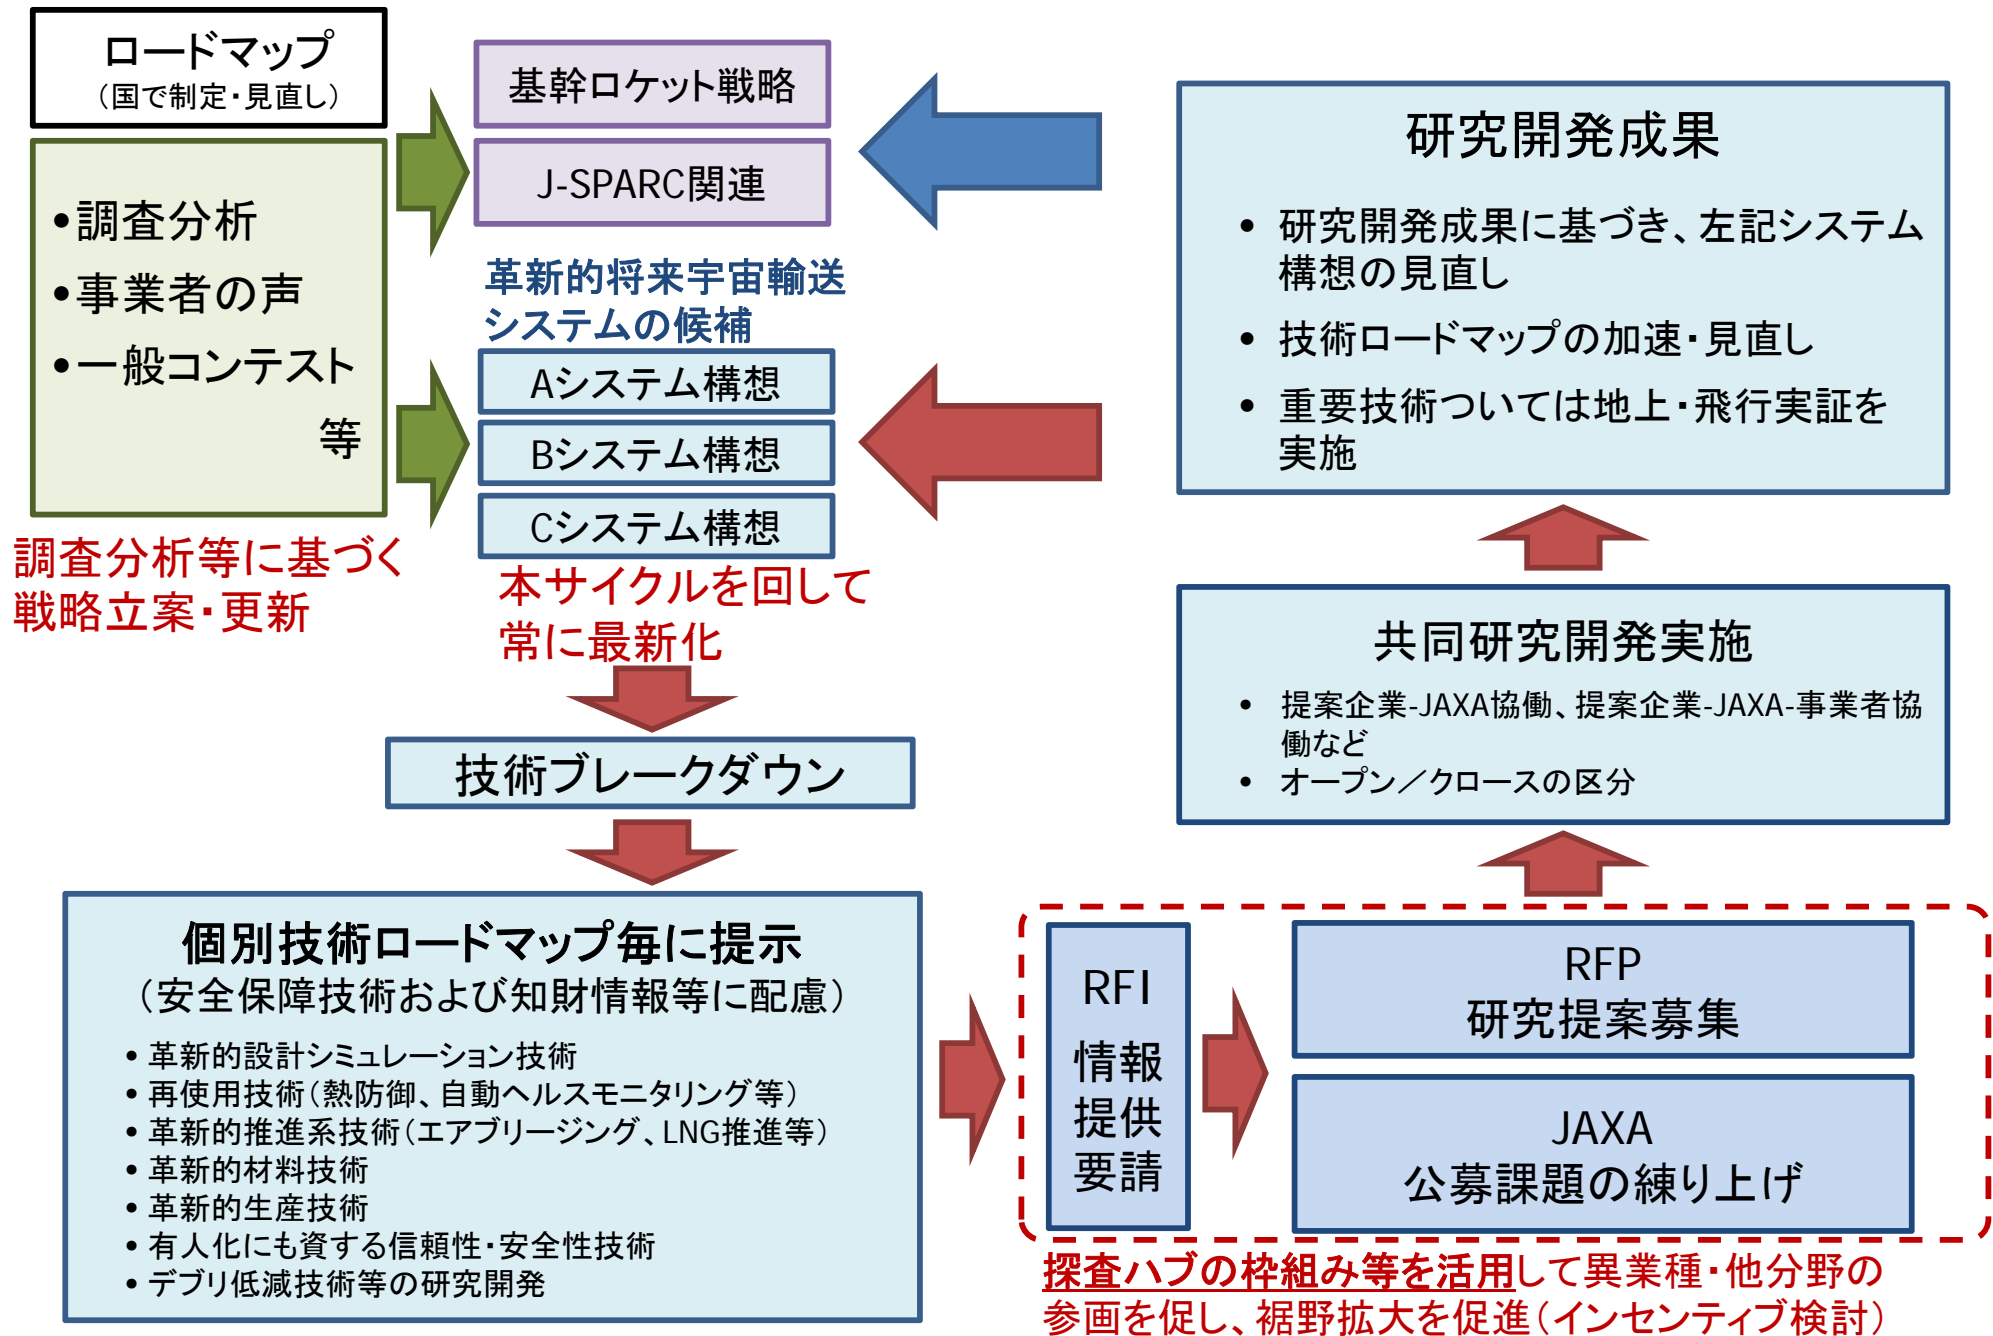 ロードマップ
（国で制定・見直し）
•調査分析
•事業者の声
•一般コンテスト
等
調査分析等に基づく
戦略立案・更新
基幹ロケット戦略
J-SPARC関連
革新的将来宇宙輸送
システムの候補
Aシステム構想
Bシステム構想
Cシステム構想
本サイクルを回して
常に最新化
技術ブレークダウン
個別技術ロードマップ毎に提示
（安全保障技術および知財情報等に配慮）
• 革新的設計シミュレーション技術
• 再使用技術（熱防御、自動ヘルスモニタリング等）
• 革新的推進系技術（エアブリージング、LNG推進等）
• 革新的材料技術
• 革新的生産技術
• 有人化にも資する信頼性・安全性技術
• デブリ低減技術等の研究開発
RFI
情報
提供
要請
RFP
研究提案募集
JAXA
公募課題の練り上げ
探査ハブの枠組み等を活用して異業種・他分野の
参画を促し、裾野拡大を促進（インセンティブ検討）
共同研究開発実施
• 提案企業-JAXA協働、提案企業-JAXA-事業者協
働など
• オープン／クロースの区分
研究開発成果
• 研究開発成果に基づき、左記システム
構想の見直し
• 技術ロードマップの加速・見直し
• 重要技術ついては地上・飛行実証を
実施